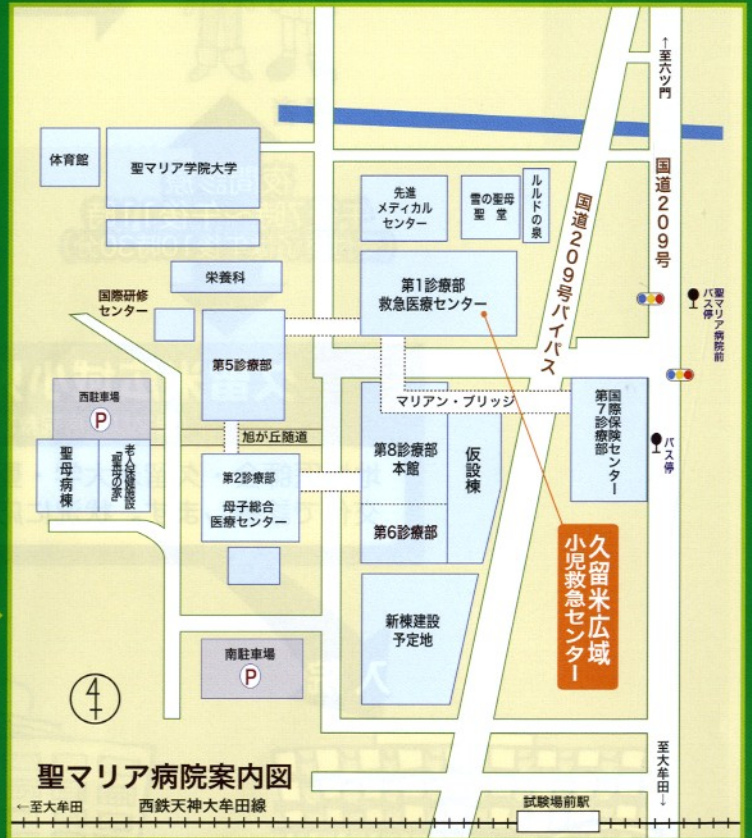 ↑至六ツ門
体育館
聖マリア学院大学
先進
メディカル
センター
雪の聖母
聖堂
ルルドの泉
国道209号
国道209号バイパス
栄養科
国際研修
センター
第1診療部
救急医療センター
聖マリア病院前
バス停
第5診療部
マリアン・ブリッジ
西駐車場
P
旭が丘随道
聖母病棟
老人保健施設
『聖母の家』
第2診療部
母子総合
医療センター
第8診療部
本館
仮設棟
第6診療部
国際保険センター
第7診療部
バス停
久留米広域
小児救急センター
新棟建設
予定地
南駐車場
P
聖マリア病院案内図
至大牟田↓
←至大牟田
西鉄天神大牟田線
試験場前駅